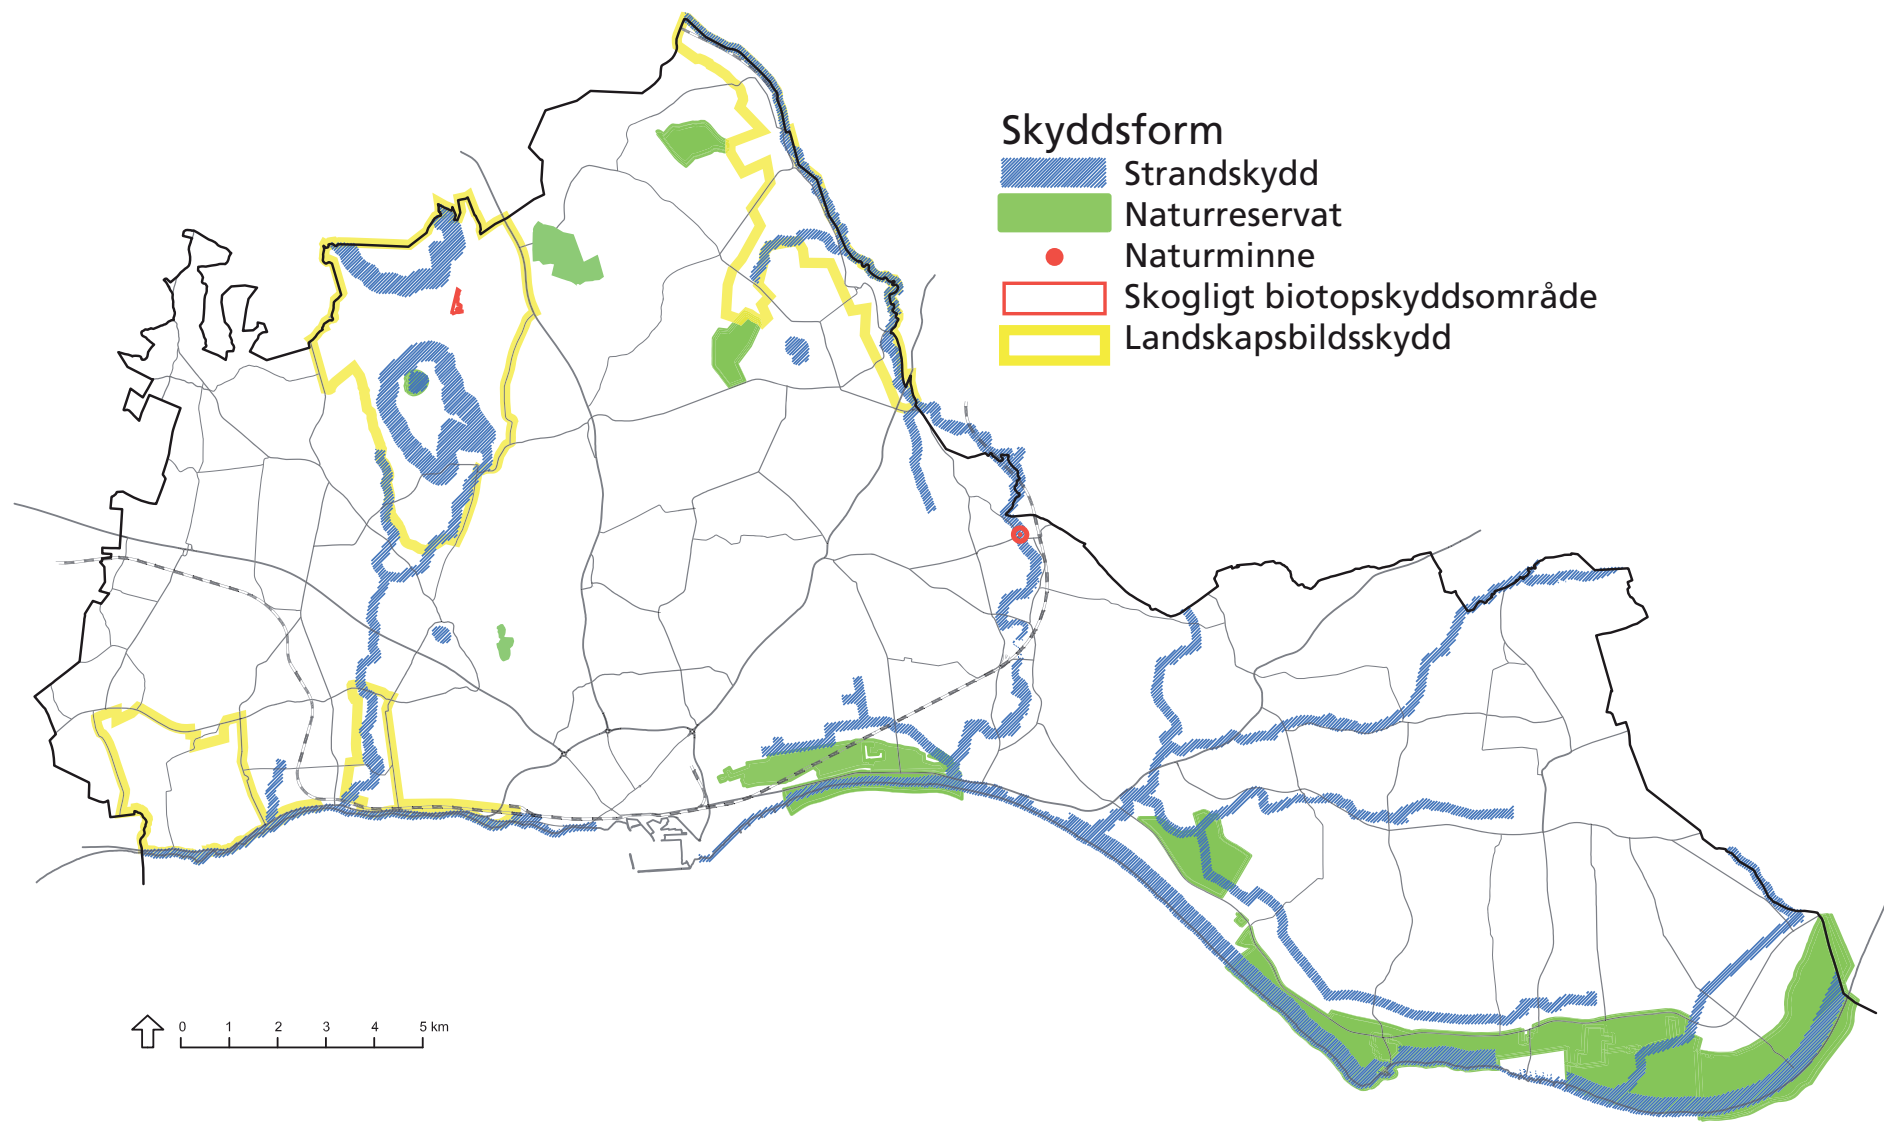 Skyddsform
Strandskydd
Naturreservat
Naturminne
Skogligt biotopskyddsområde
Landskapsbildsskydd
0 1 2 3 4 5 km